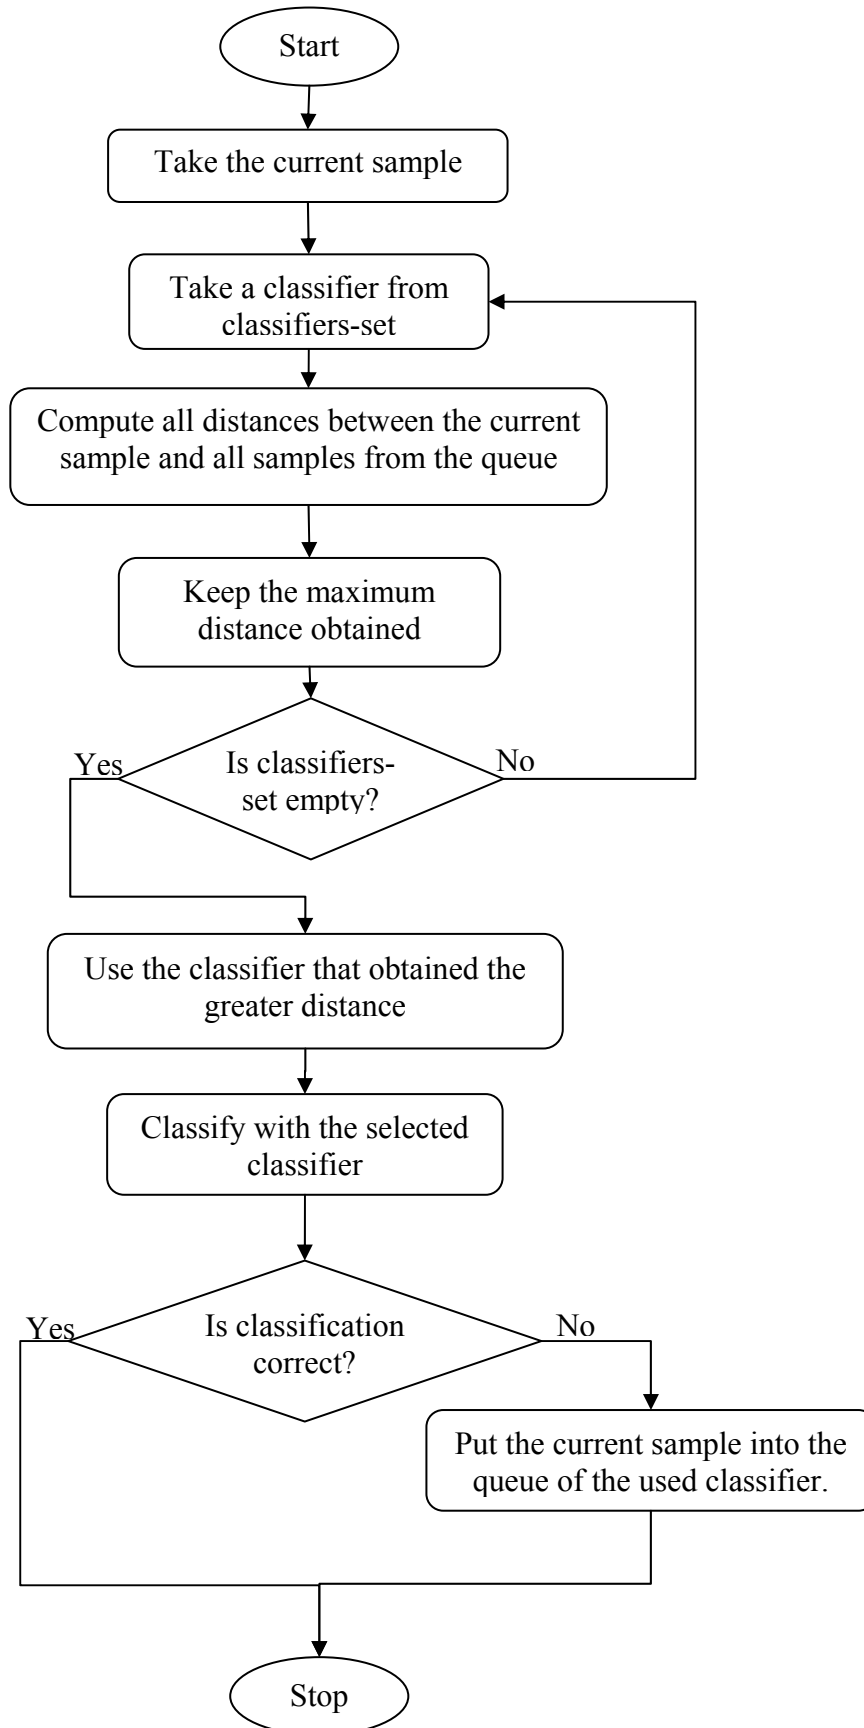 Start
Take the current sample
Take a classifier from
classifiers-set
Compute all distances between the current
sample and all samples from the queue
Keep the maximum
distance obtained
Yes
Is classifiers-
set empty?
No
Use the classifier that obtained the
greater distance
Classify with the selected
classifier
Yes
Is classification
correct?
No
Put the current sample into the
queue of the used classifier.
Stop